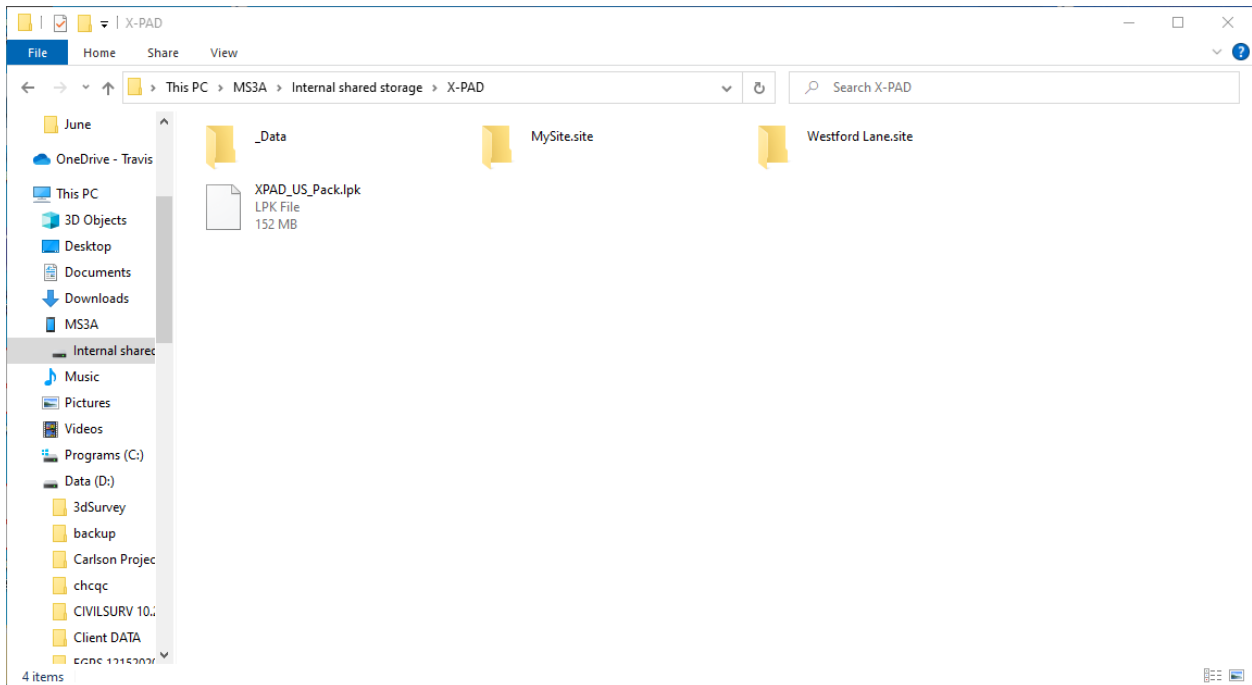 X-PAD
File Home Share View
This PC > MS3A > Internal shared storage > X-PAD
Search X-PAD
June
OneDrive - Travis
This PC
3D Objects
Desktop
Documents
Downloads
MS3A
Internal shared
Music
Pictures
Videos
Programs (C:)
Data (D:)
3dSurvey
backup
Carlson Projec
chcqc
CIVILSURV 10.2
Client DATA
_Data
MySite.site
Westford Lane.site
XPAD_US_Pack.lpk
LPK File
152 MB
4 items